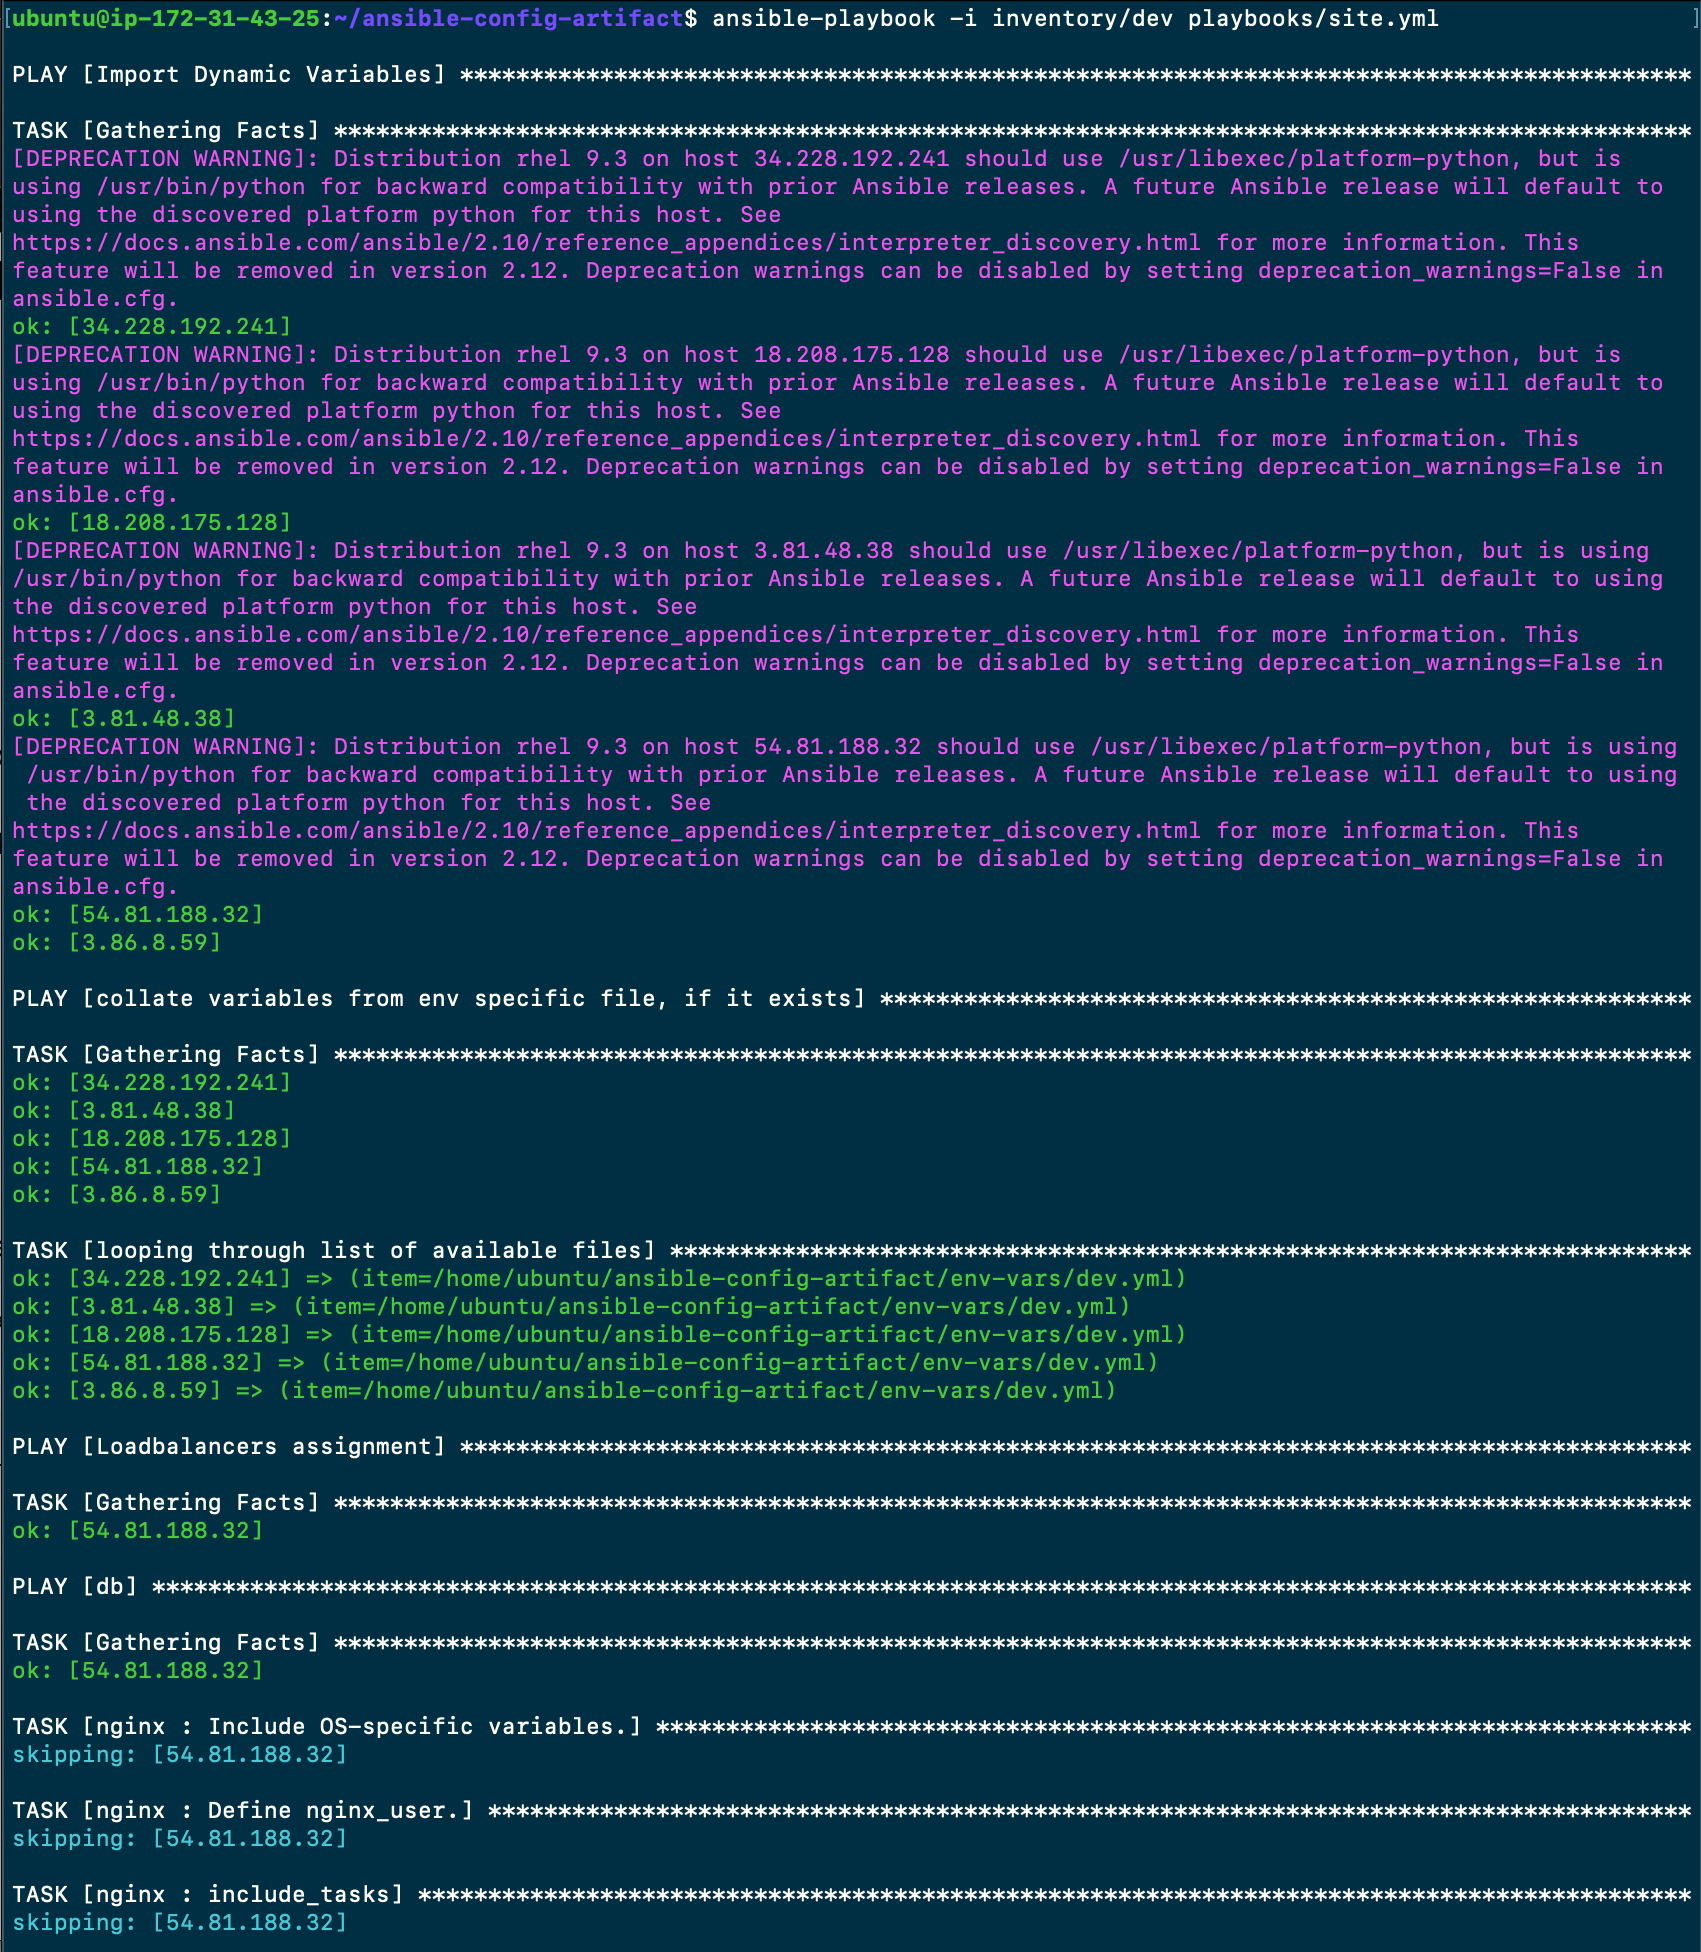 [ubuntu@ip-172-31-43-25:~/ansible-config-artifact$ ansible-playbook -i inventory/dev playbooks/site.yml ]
PLAY [Import Dynamic Variables] ****************************************************************************************
TASK [Gathering Facts] *************************************************************************************************
[DEPRECATION WARNING]: Distribution rhel 9.3 on host 34.228.192.241 should use /usr/libexec/platform-python, but is
using /usr/bin/python for backward compatibility with prior Ansible releases. A future Ansible release will default to
using the discovered platform python for this host. See
https://docs.ansible.com/ansible/2.10/reference_appendices/interpreter_discovery.html for more information. This
feature will be removed in version 2.12. Deprecation warnings can be disabled by setting deprecation_warnings=False in
ansible.cfg.
ok: [34.228.192.241]
[DEPRECATION WARNING]: Distribution rhel 9.3 on host 18.208.175.128 should use /usr/libexec/platform-python, but is
using /usr/bin/python for backward compatibility with prior Ansible releases. A future Ansible release will default to
using the discovered platform python for this host. See
https://docs.ansible.com/ansible/2.10/reference_appendices/interpreter_discovery.html for more information. This
feature will be removed in version 2.12. Deprecation warnings can be disabled by setting deprecation_warnings=False in
ansible.cfg.
ok: [18.208.175.128]
[DEPRECATION WARNING]: Distribution rhel 9.3 on host 3.81.48.38 should use /usr/libexec/platform-python, but is using
/usr/bin/python for backward compatibility with prior Ansible releases. A future Ansible release will default to using
the discovered platform python for this host. See
https://docs.ansible.com/ansible/2.10/reference_appendices/interpreter_discovery.html for more information. This
feature will be removed in version 2.12. Deprecation warnings can be disabled by setting deprecation_warnings=False in
ansible.cfg.
ok: [3.81.48.38]
[DEPRECATION WARNING]: Distribution rhel 9.3 on host 54.81.188.32 should use /usr/libexec/platform-python, but is using
 /usr/bin/python for backward compatibility with prior Ansible releases. A future Ansible release will default to using
 the discovered platform python for this host. See
https://docs.ansible.com/ansible/2.10/reference_appendices/interpreter_discovery.html for more information. This
feature will be removed in version 2.12. Deprecation warnings can be disabled by setting deprecation_warnings=False in
ansible.cfg.
ok: [54.81.188.32]
ok: [3.86.8.59]
PLAY [collate variables from env specific file, if it exists] **********************************************************
TASK [Gathering Facts] *************************************************************************************************
ok: [34.228.192.241]
ok: [3.81.48.38]
ok: [18.208.175.128]
ok: [54.81.188.32]
ok: [3.86.8.59]
TASK [looping through list of available files] *************************************************************************
ok: [34.228.192.241] => (item=/home/ubuntu/ansible-config-artifact/env-vars/dev.yml)
ok: [3.81.48.38] => (item=/home/ubuntu/ansible-config-artifact/env-vars/dev.yml)
ok: [18.208.175.128] => (item=/home/ubuntu/ansible-config-artifact/env-vars/dev.yml)
ok: [54.81.188.32] => (item=/home/ubuntu/ansible-config-artifact/env-vars/dev.yml)
ok: [3.86.8.59] => (item=/home/ubuntu/ansible-config-artifact/env-vars/dev.yml)
PLAY [Loadbalancers assignment] ****************************************************************************************
TASK [Gathering Facts] *************************************************************************************************
ok: [54.81.188.32]
PLAY [db] **************************************************************************************************************
TASK [Gathering Facts] *************************************************************************************************
ok: [54.81.188.32]
TASK [nginx : Include OS-specific variables.] **************************************************************************
skipping: [54.81.188.32]
TASK [nginx : Define nginx_user.] **************************************************************************************
skipping: [54.81.188.32]
TASK [nginx : include_tasks] *******************************************************************************************
skipping: [54.81.188.32]